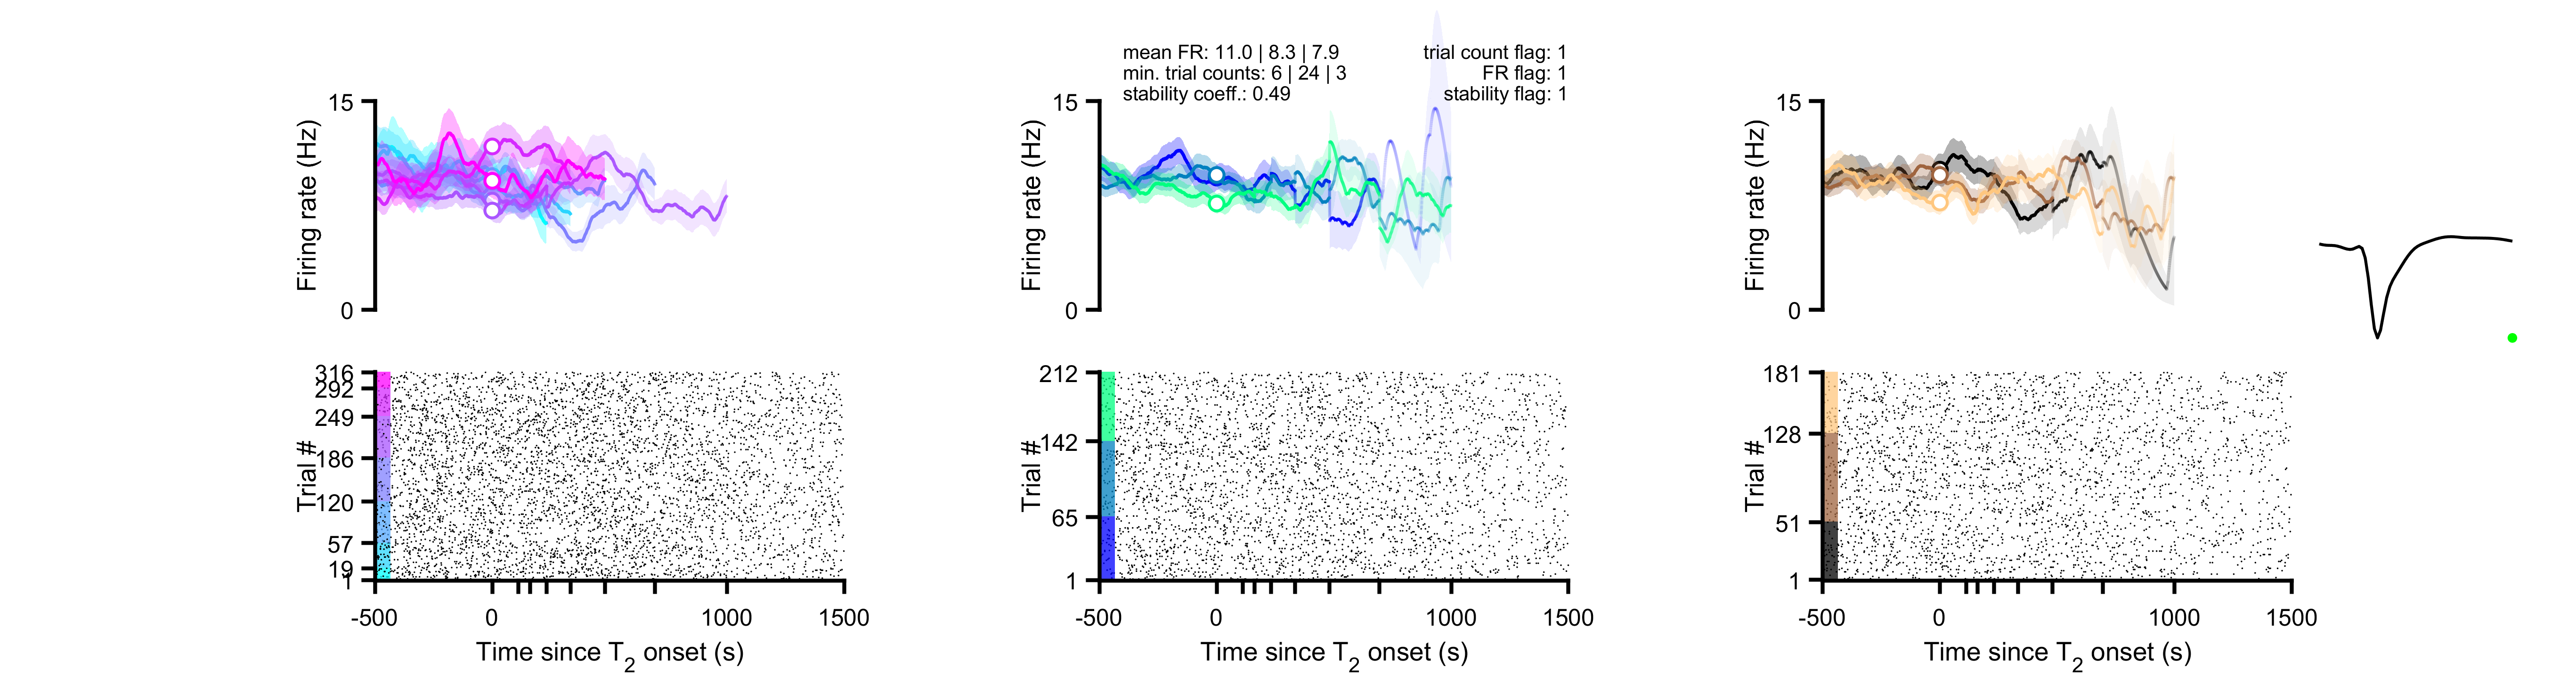 mean FR: 11.0 | 8.3 | 7.9
min. trial counts: 6 | 24 | 3
stability coeff.: 0.49
trial count flag: 1
FR flag: 1
stability flag: 1
Firing rate (Hz)
15
0
Firing rate (Hz)
15
0
Firing rate (Hz)
15
0
Trial #
316
292
249
186
120
57
19
1
-500
0
1000
1500
Time since T2 onset (s)
Trial #
212
142
65
1
-500
0
1000
1500
Time since T2 onset (s)
Trial #
181
128
51
1
-500
0
1000
1500
Time since T2 onset (s)